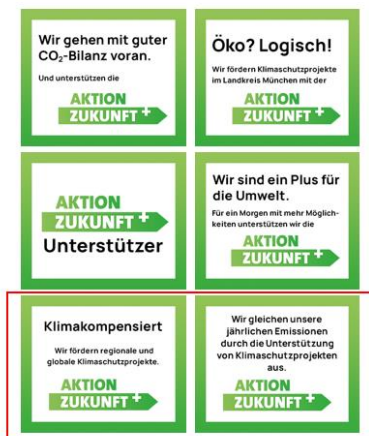 Wir gehen mit guter
CO₂-Bilanz voran.
Und unterstützen die
AKTION
ZUKUNFT +
Öko? Logisch!
Wir fördern Klimaschutzprojekte
im Landkreis München mit der
AKTION
ZUKUNFT +
AKTION
ZUKUNFT +
Unterstützer
Wir sind ein Plus für
die Umwelt.
Für ein Morgen mit mehr Möglich-
keiten unterstützen wir die
AKTION
ZUKUNFT +
Klimakompensiert
Wir fördern regionale und
globale Klimaschutzprojekte.
AKTION
ZUKUNFT +
Wir gleichen unsere
jährlichen Emissionen
durch die Unterstützung
von Klimaschutzprojekten
aus.
AKTION
ZUKUNFT +